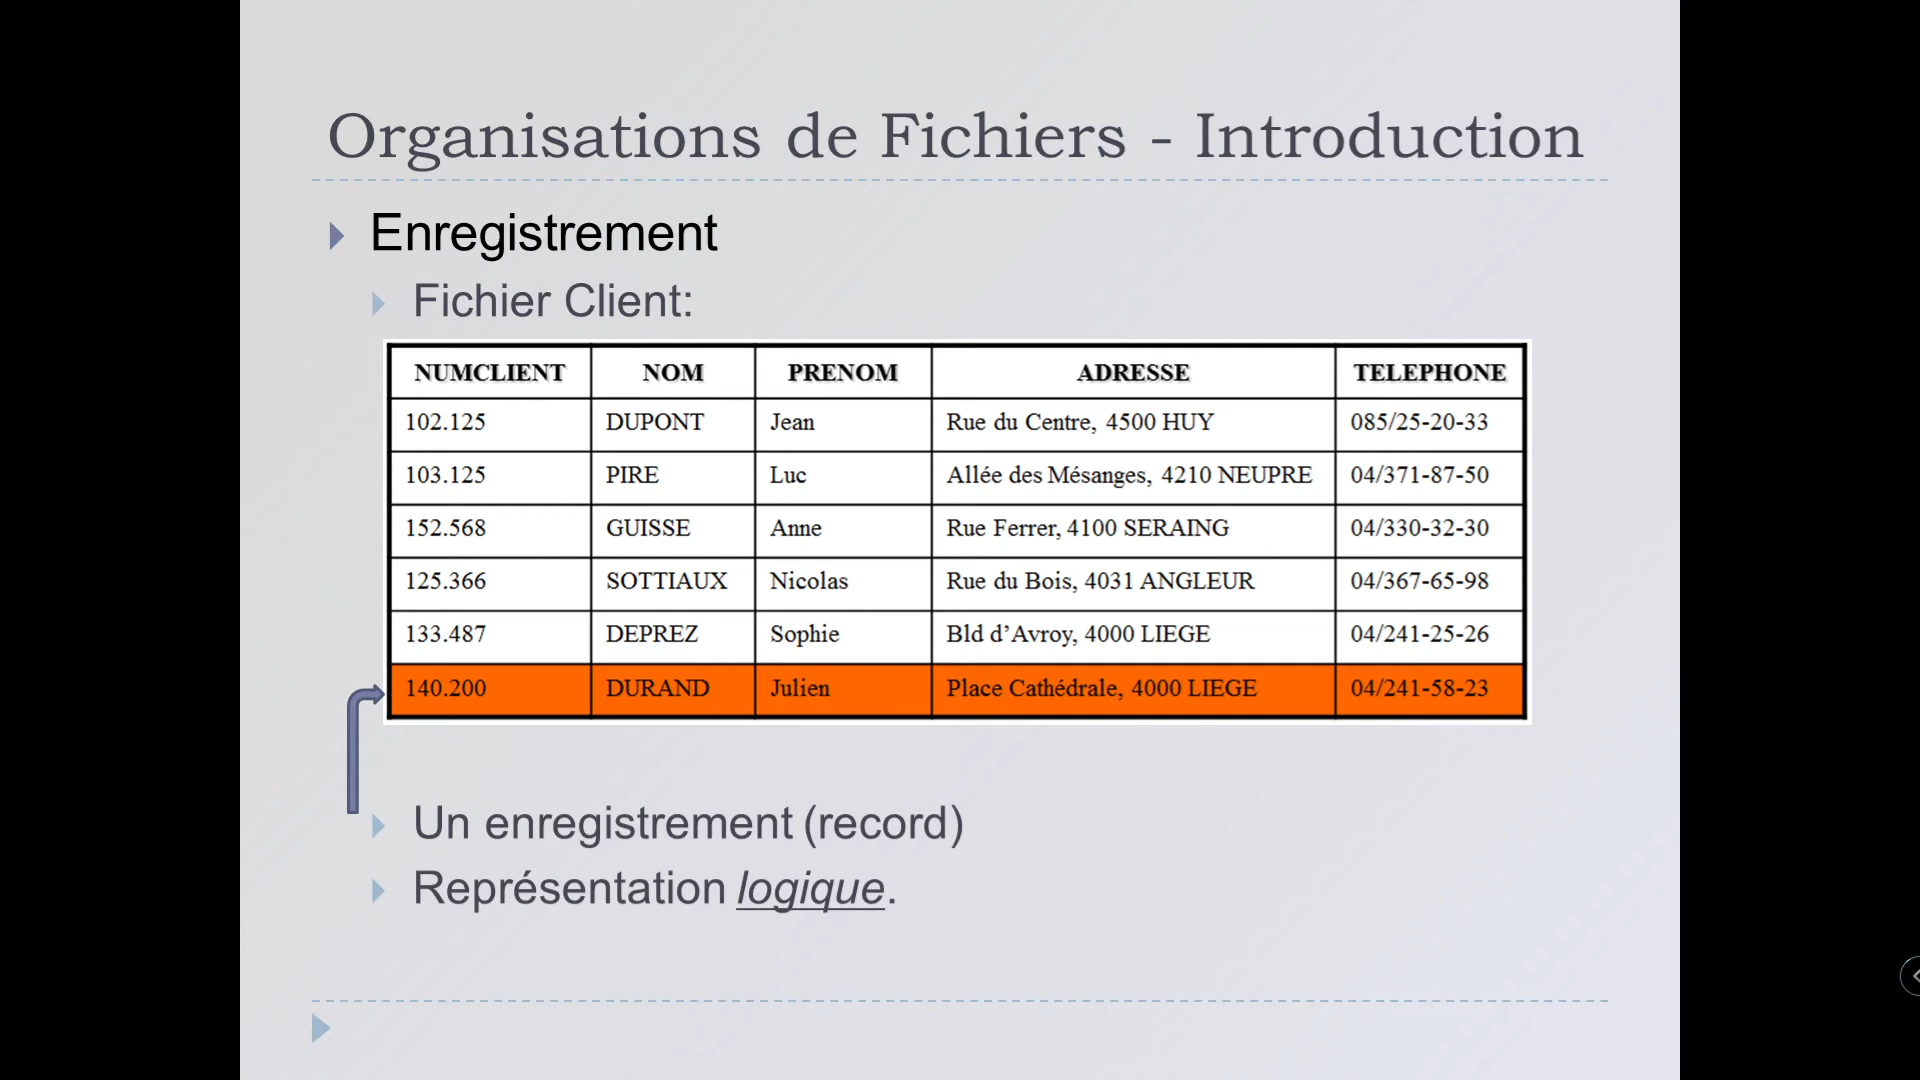 Organisations de Fichiers - Introduction
Enregistrement
Fichier Client:
NUMCLIENT NOM PRENOM ADRESSE TELEPHONE
102.125 DUPONT Jean Rue du Centre, 4500 HUY 085/25-20-33
103.125 PIRE Luc Allée des Mésanges, 4210 NEUPRE 04/371-87-50
152.568 GUISSE Anne Rue Ferrer, 4100 SERAING 04/330-32-30
125.366 SOTTIAUX Nicolas Rue du Bois, 4031 ANGLEUR 04/367-65-98
133.487 DEPREZ Sophie Bld d’Avroy, 4000 LIEGE 04/241-25-26
140.200 DURAND Julien Place Cathédrale, 4000 LIEGE 04/241-58-23
Un enregistrement (record)
Représentation logique.